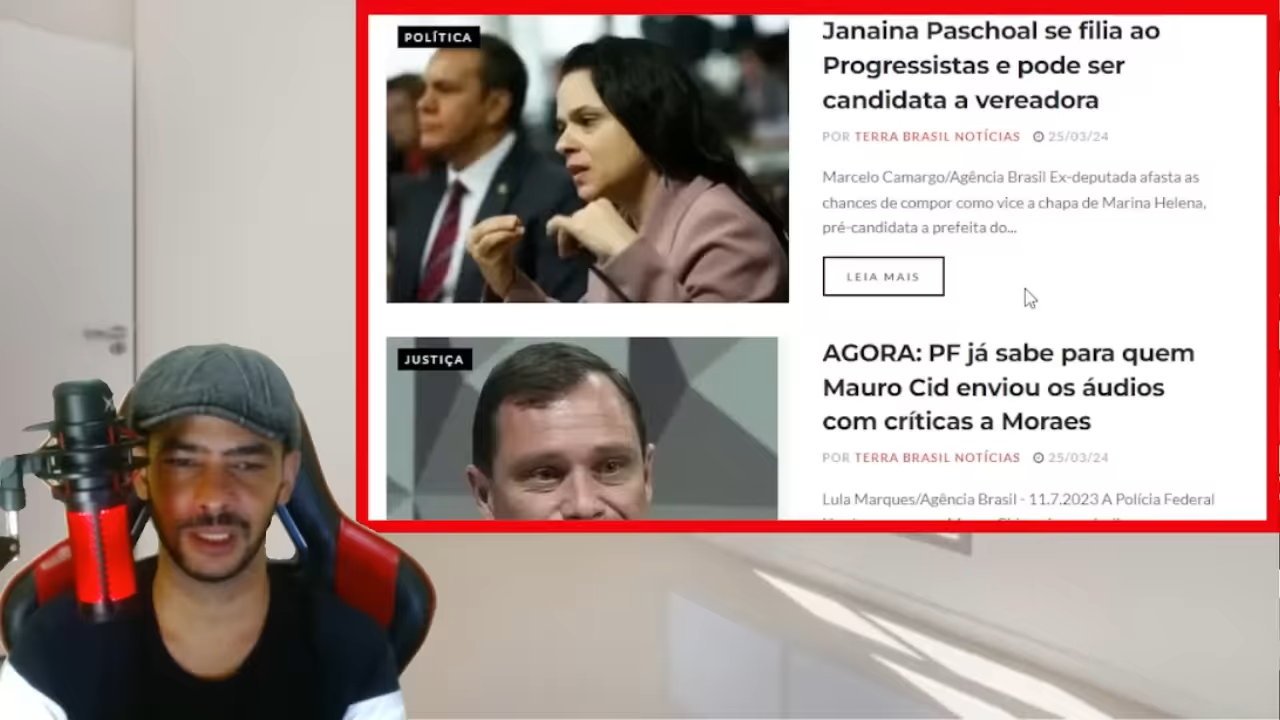 POLÍTICA
Janaina Paschoal se filia ao
Progressistas e pode ser
candidata a vereadora
POR TERRA BRASIL NOTÍCIAS 25/03/24
Marcelo Camargo/Agência Brasil Ex-deputada afasta as
chances de compor como vice a chapa de Marina Helena,
pré-candidata a prefeita do...
LEIA MAIS
JUSTIÇA
AGORA: PF já sabe para quem
Mauro Cid enviou os áudios
com críticas a Moraes
POR TERRA BRASIL NOTÍCIAS 25/03/24
Lula Marques/Agência Brasil - 11.7.2023 A Polícia Federal